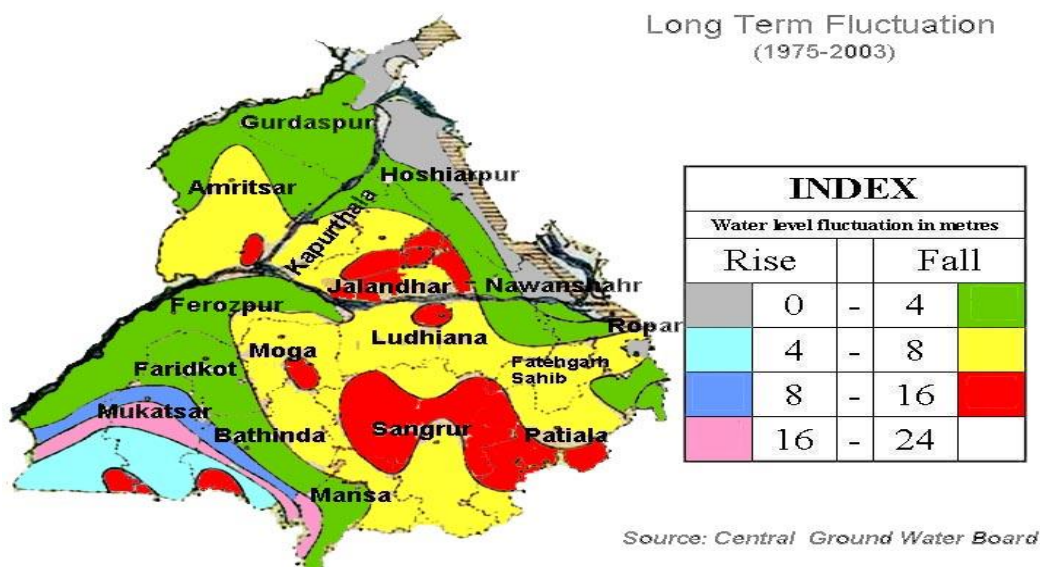 Long Term Fluctuation
(1975-2003)
Gurdaspur
Hoshiarpur
Amritsar
Kapurthala
Jalandhar
Nawanshahr
Ferozpur
Ropar
Ludhiana
Moga
Fatehgarh
Sahib
Faridkot
Mukatsar
Bathinda
Sangrur
Patiala
Mansa
INDEX
Water level fluctuation in metres
Rise Fall
0 - 4
4 - 8
8 - 16
16 - 24
Source: Central Ground Water Board